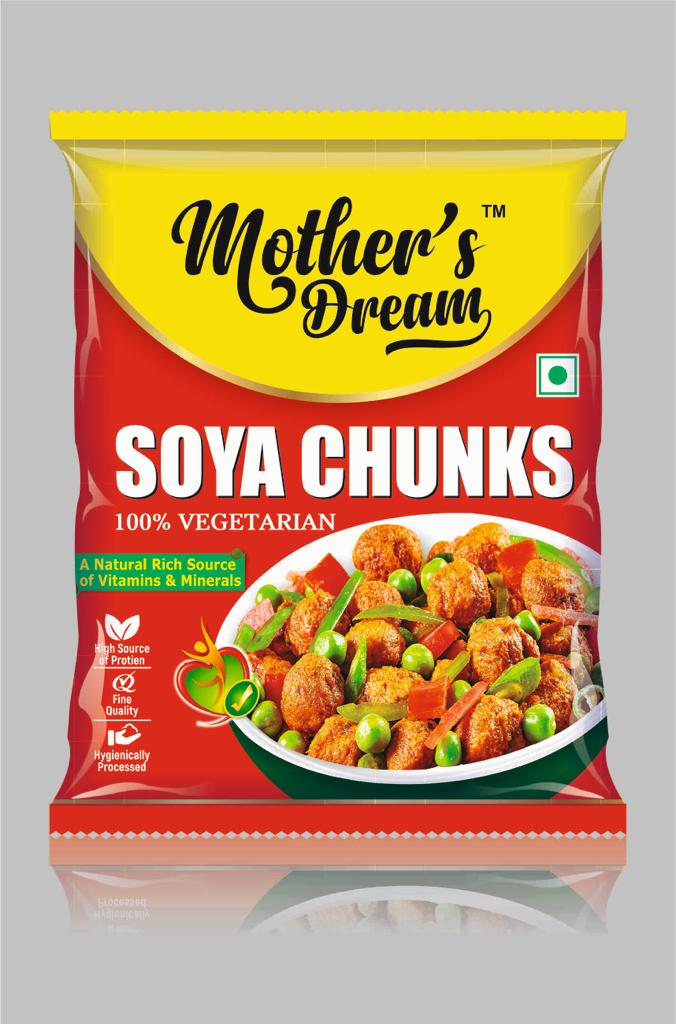 Mother's ™
Dream
SOYA CHUNKS
100% VEGETARIAN
A Natural Rich Source
of Vitamins & Minerals
High Source
of Protien
Fine
Quality
Hygienically
Processed